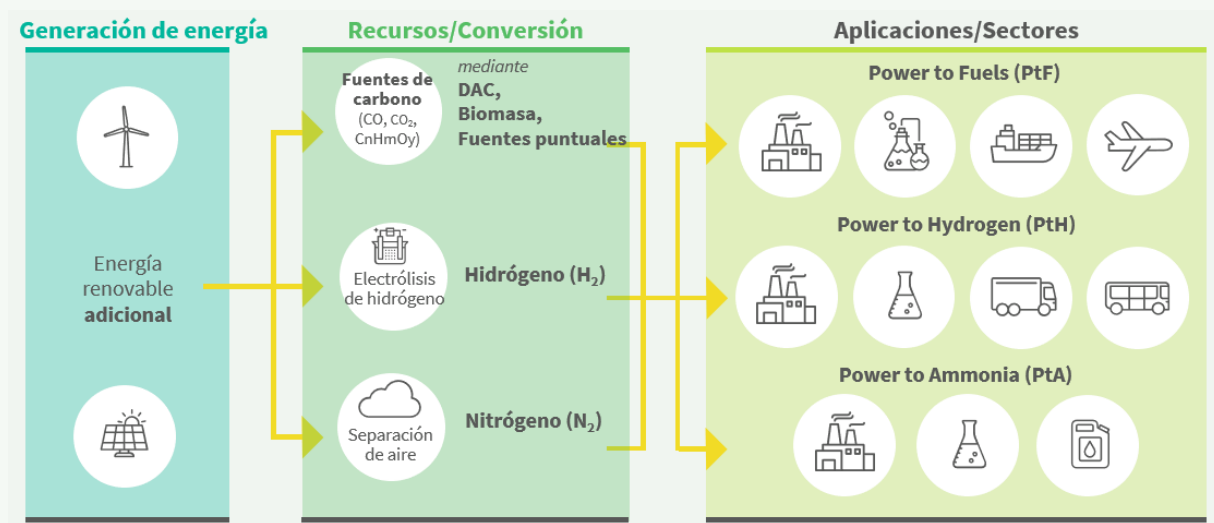 Generación de energía
Energía
renovable
adicional
Recursos/Conversión
Fuentes de
carbono
(CO, CO₂,
CnHmOy)
mediante
DAC,
Biomasa,
Fuentes puntuales
Electrólisis
de hidrógeno
Hidrógeno (H₂)
Separación
de aire
Nitrógeno (N₂)
Aplicaciones/Sectores
Power to Fuels (PtF)
Power to Hydrogen (PtH)
Power to Ammonia (PtA)